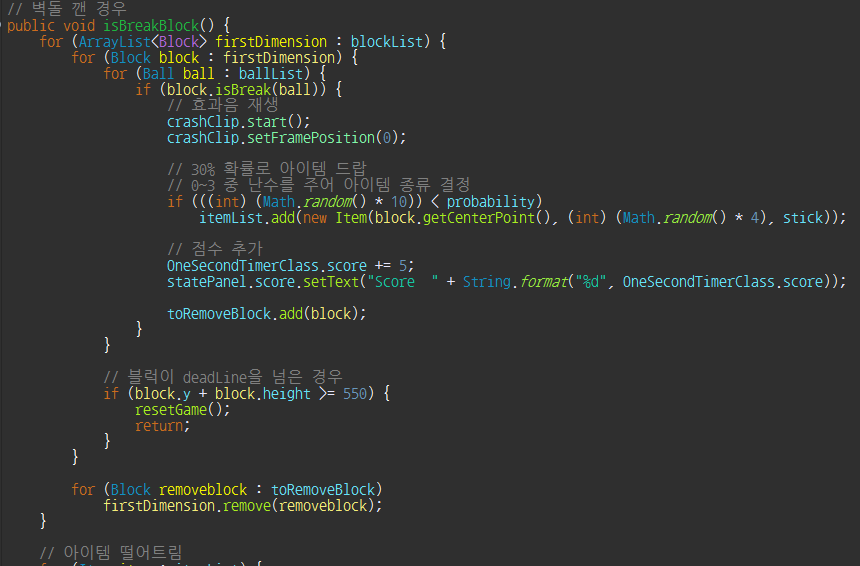 // 벽돌 깬 경우
public void isBreakBlock() {
for (ArrayList<Block> firstDimension : blockList) {
for (Block block : firstDimension) {
for (Ball ball : ballList) {
if (block.isBreak(ball)) {
// 효과음 재생
crashClip.start();
crashClip.setFramePosition(0);
// 30% 확률로 아이템 드랍
// 0~3 중 난수를 주어 아이템 종류 결정
if (((int) (Math.random() * 10)) < probability)
itemList.add(new Item(block.getCenterPoint(), (int) (Math.random() * 4), stick));
// 점수 추가
OneSecondTimerClass.score += 5;
statePanel.score.setText("Score  " + String.format("%d", OneSecondTimerClass.score));
toRemoveBlock.add(block);
}
}
// 블럭이 deadLine을 넘은 경우
if (block.y + block.height >= 550) {
resetGame();
return;
}
}
for (Block removeblock : toRemoveBlock)
firstDimension.remove(removeblock);
}
// 아이템 떨어트림